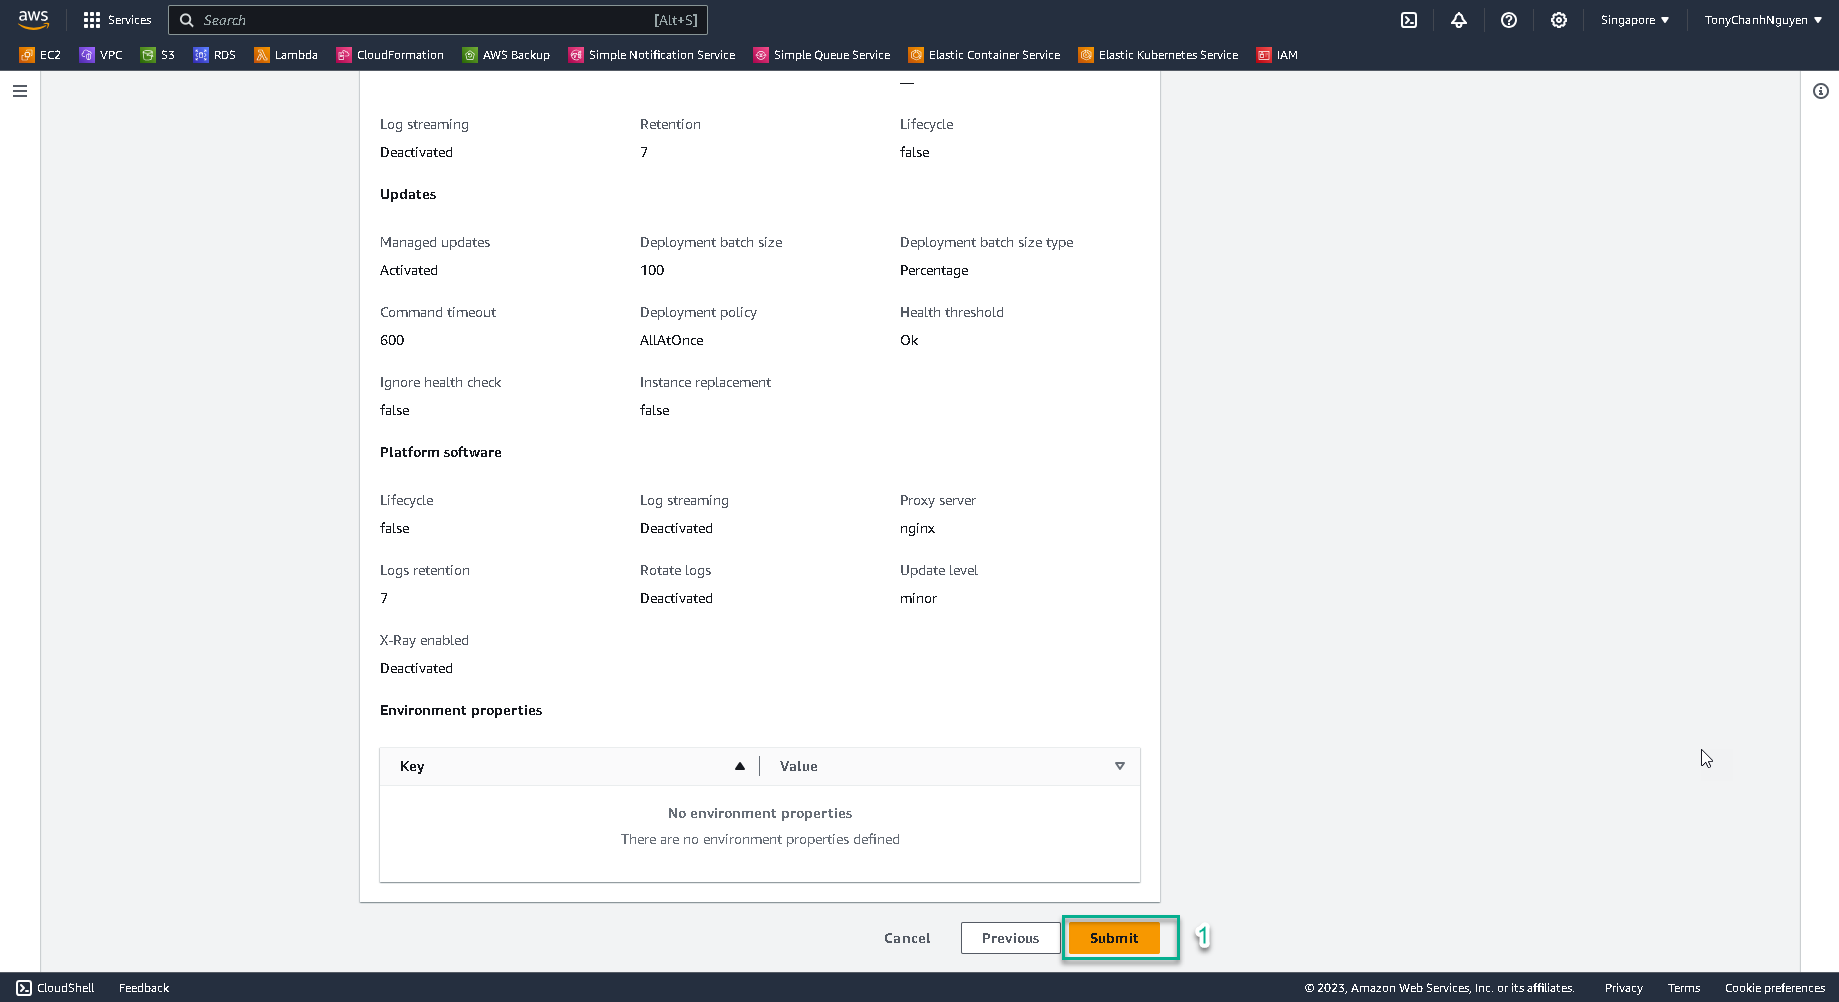 aws
Services
Search [Alt+S]
Singapore ▼
TonyChanhNguyen ▼
EC2 VPC S3 RDS Lambda CloudFormation AWS Backup Simple Notification Service Simple Queue Service Elastic Container Service Elastic Kubernetes Service IAM
—
Log streaming Retention Lifecycle
Deactivated 7 false
Updates
Managed updates Deployment batch size Deployment batch size type
Activated 100 Percentage
Command timeout Deployment policy Health threshold
600 AllAtOnce Ok
Ignore health check Instance replacement
false false
Platform software
Lifecycle Log streaming Proxy server
false Deactivated nginx
Logs retention Rotate logs Update level
7 Deactivated minor
X-Ray enabled
Deactivated
Environment properties
Key Value
No environment properties
There are no environment properties defined
Cancel Previous Submit 1
CloudShell Feedback © 2023, Amazon Web Services, Inc. or its affiliates. Privacy Terms Cookie preferences